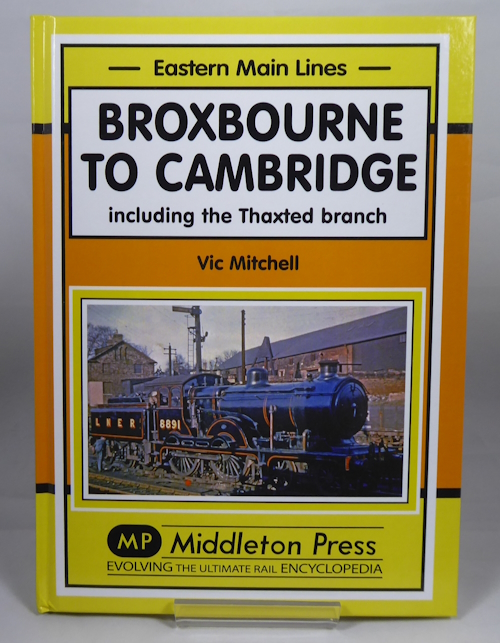 Eastern Main Lines
BROXBOURNE
TO CAMBRIDGE
including the Thaxted branch
Vic Mitchell
L N E R
8891
MP Middleton Press
EVOLVING THE ULTIMATE RAIL ENCYCLOPEDIA